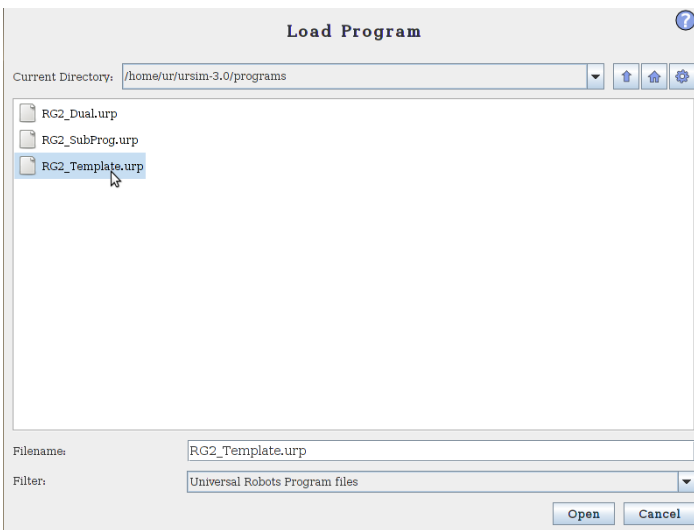 Load Program
?
Current Directory: /home/ur/ursim-3.0/programs
RG2_Dual.urp
RG2_SubProg.urp
RG2_Template.urp
Filename: RG2_Template.urp
Filter: Universal Robots Program files
Open Cancel